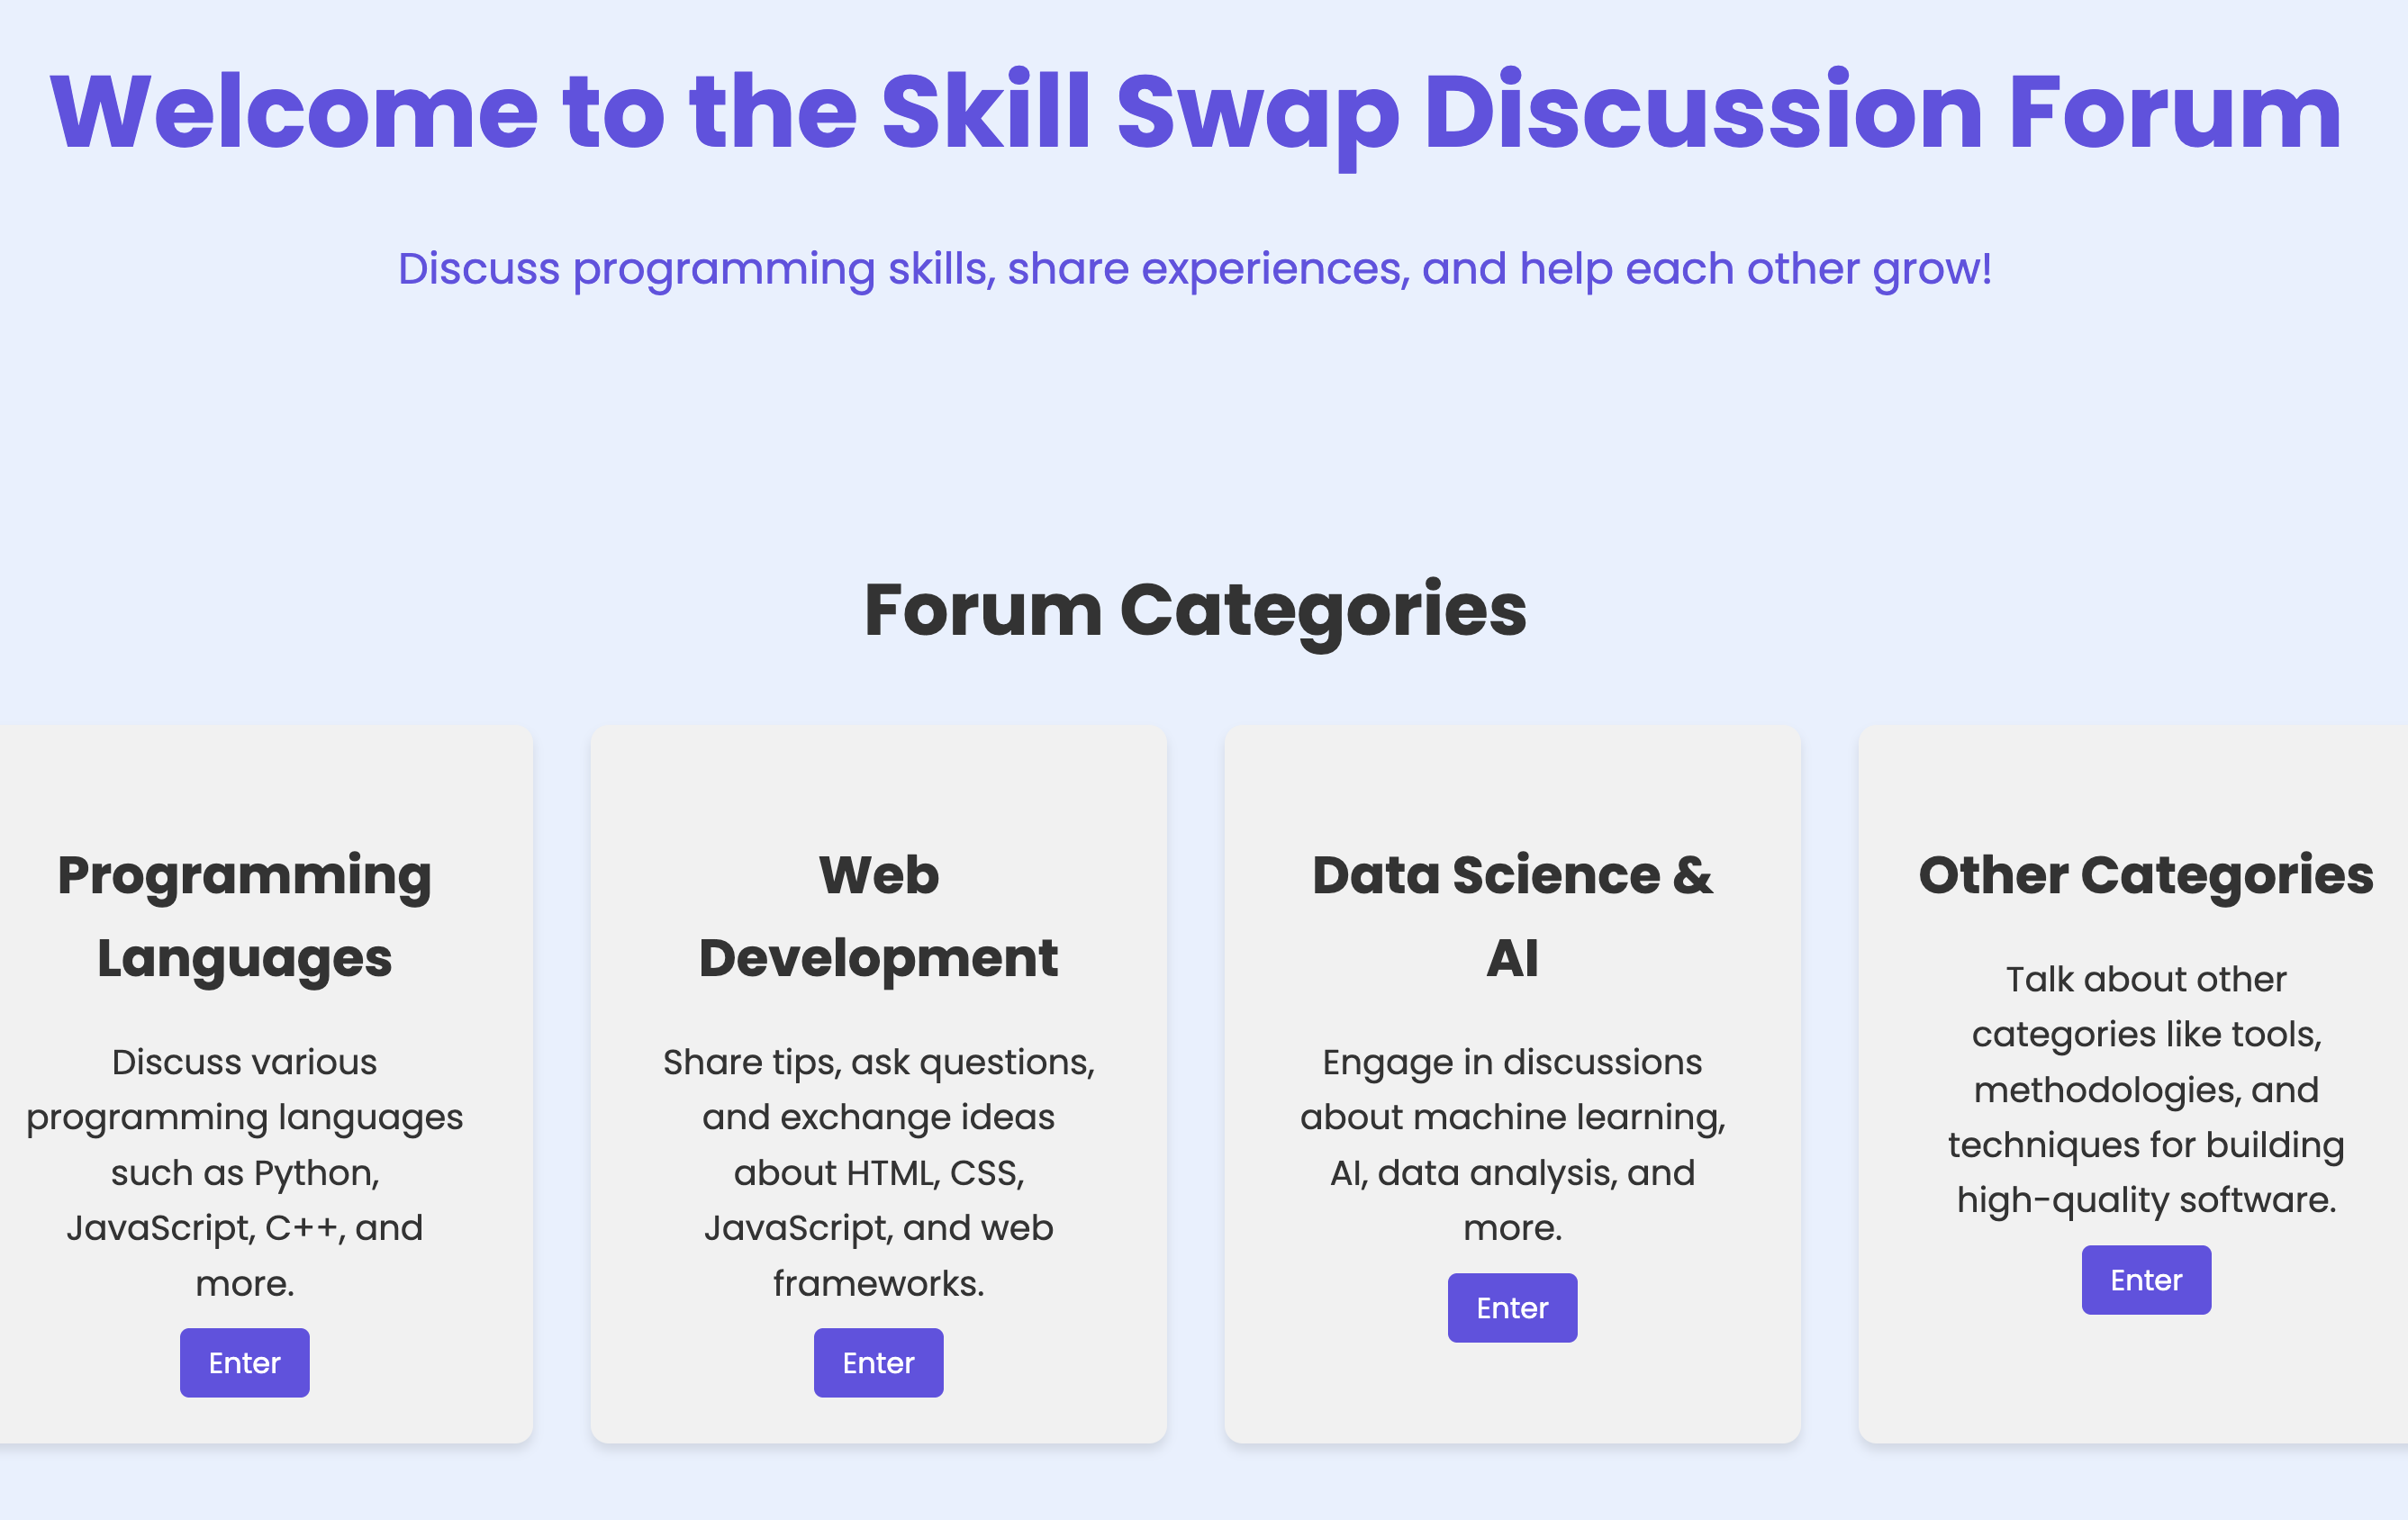 Welcome to the Skill Swap Discussion Forum
Discuss programming skills, share experiences, and help each other grow!
Forum Categories
Programming
Languages
Discuss various
programming languages
such as Python,
JavaScript, C++, and
more.
Enter
Web
Development
Share tips, ask questions,
and exchange ideas
about HTML, CSS,
JavaScript, and web
frameworks.
Enter
Data Science &
AI
Engage in discussions
about machine learning,
AI, data analysis, and
more.
Enter
Other Categories
Talk about other
categories like tools,
methodologies, and
techniques for building
high-quality software.
Enter